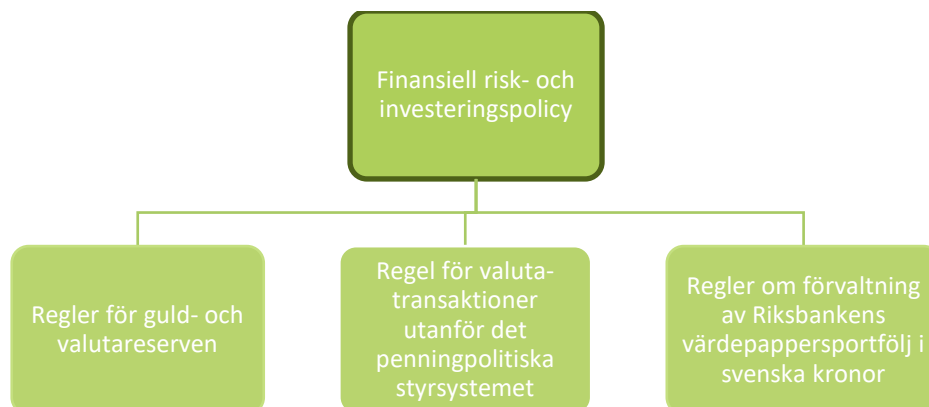 Finansiell risk- och
investeringspolicy
Regler för guld- och
valutareserven
Regel för valuta-
transaktioner
utanför det
penningpolitiska
styrsystemet
Regler om förvaltning
av Riksbankens
värdepappersportfölj i
svenska kronor